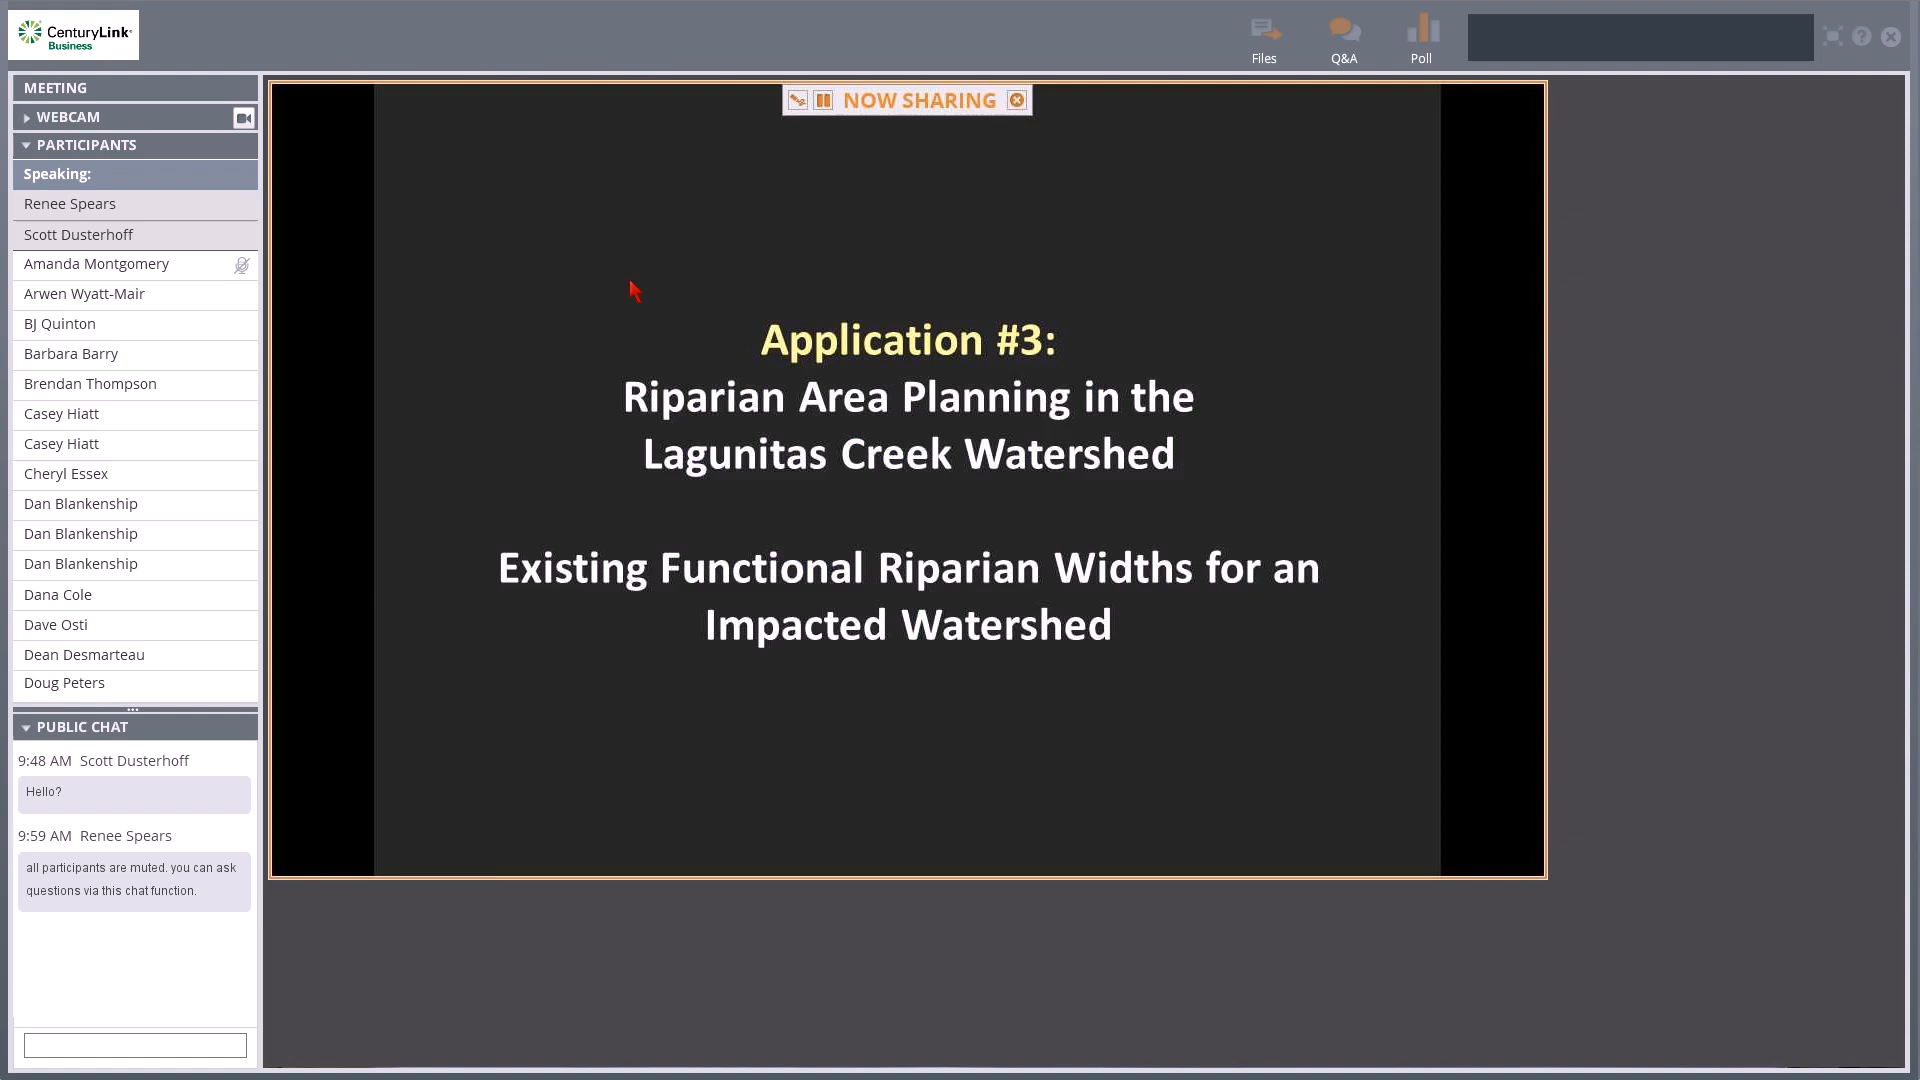 CenturyLink
Business
Files
Q&A
Poll
MEETING
WEBCAM
PARTICIPANTS
Speaking:
Renee Spears
Scott Dusterhoff
Amanda Montgomery
Arwen Wyatt-Mair
BJ Quinton
Barbara Barry
Brendan Thompson
Casey Hiatt
Casey Hiatt
Cheryl Essex
Dan Blankenship
Dan Blankenship
Dan Blankenship
Dana Cole
Dave Osti
Dean Desmarteau
Doug Peters
PUBLIC CHAT
9:48 AM Scott Dusterhoff
Hello?
9:59 AM Renee Spears
all participants are muted. you can ask
questions via this chat function.
NOW SHARING
Application #3:
Riparian Area Planning in the
Lagunitas Creek Watershed
Existing Functional Riparian Widths for an
Impacted Watershed